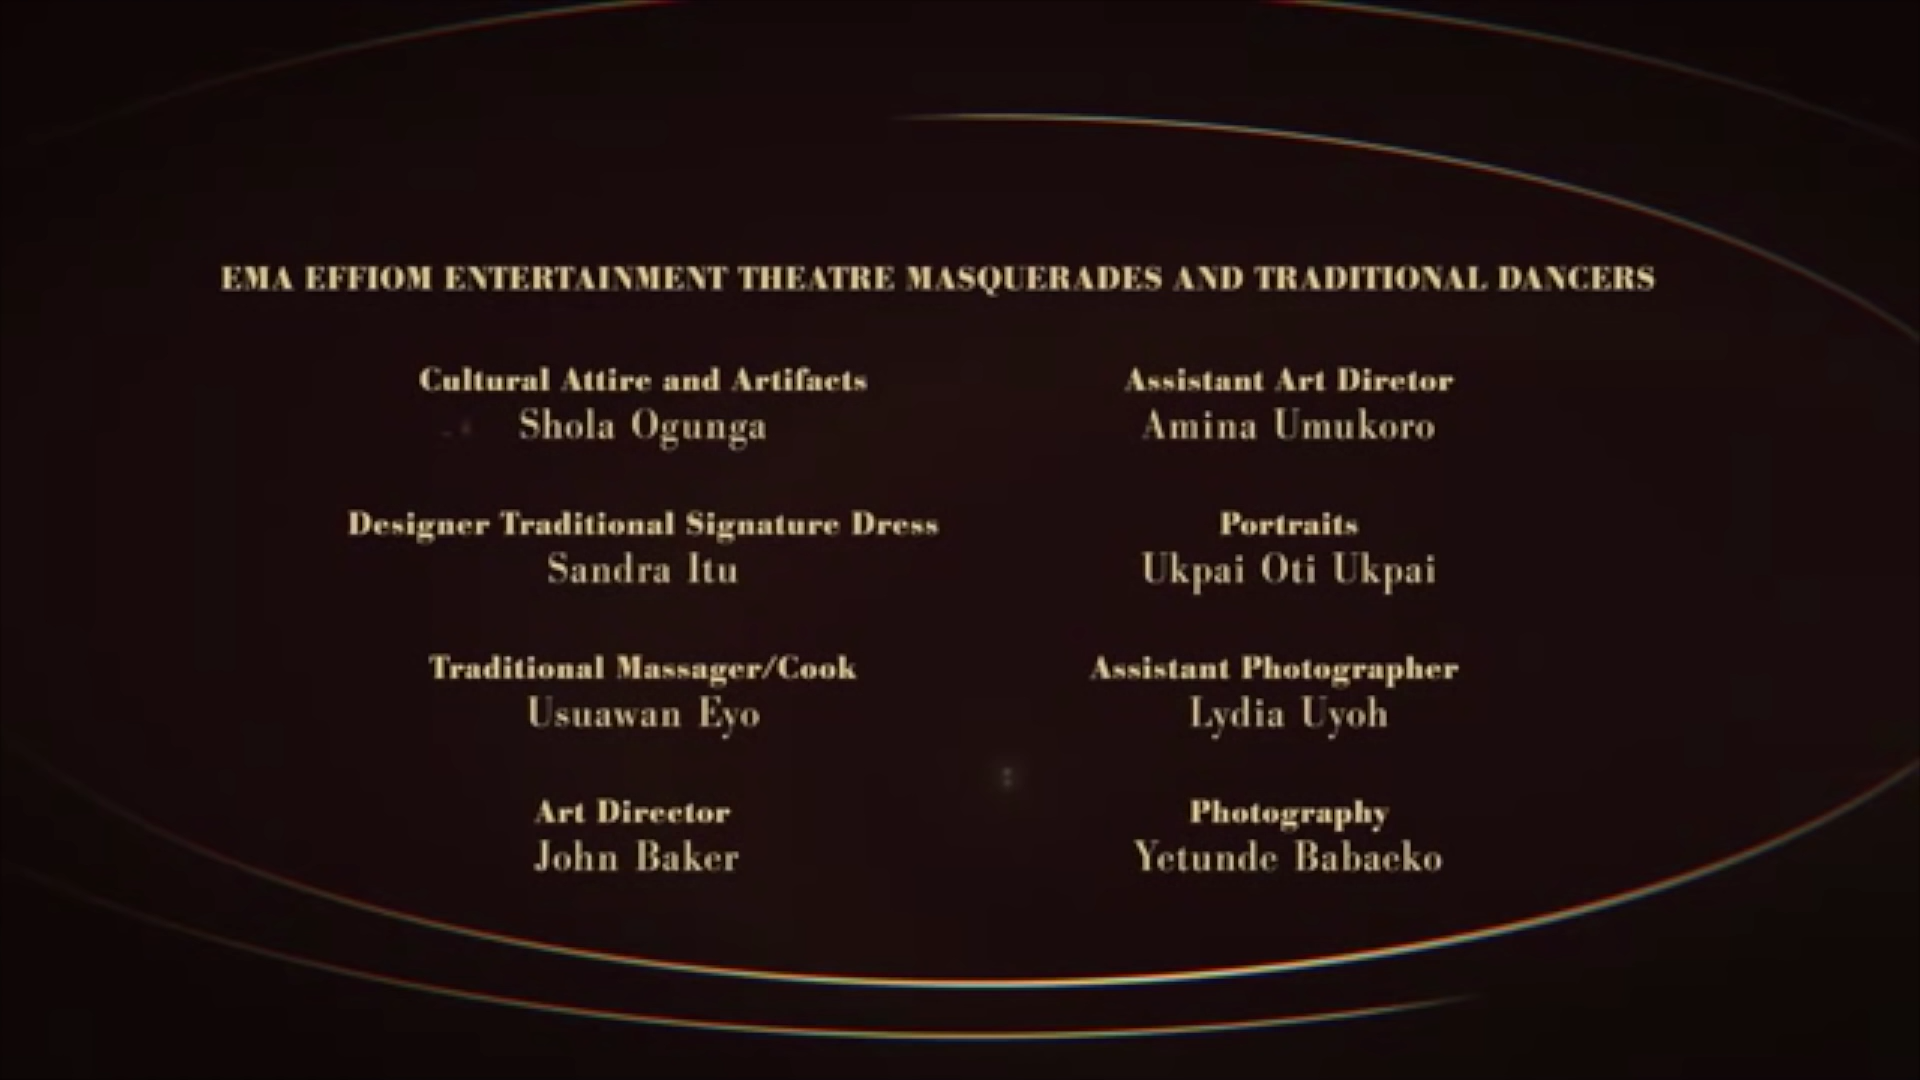 EMA EFFIOM ENTERTAINMENT THEATRE MASQUERADES AND TRADITIONAL DANCERS
Cultural Attire and Artifacts
Shola Ogunga
Designer Traditional Signature Dress
Sandra Itu
Traditional Massager/Cook
Usuawan Eyo
Art Director
John Baker
Assistant Art Diretor
Amina Umukoro
Portraits
Ukpai Oti Ukpai
Assistant Photographer
Lydia Uyoh
Photography
Yetunde Babaeko